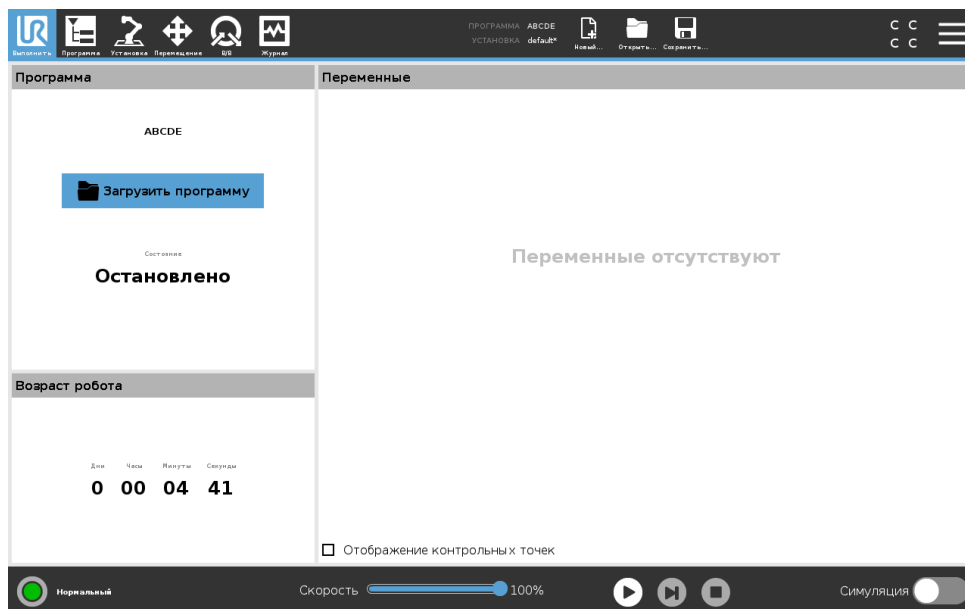 UR
Выполнить Программа Установка Перемещение В/В Журнал
ПРОГРАММА ABCDE
УСТАНОВКА default*
Новый... Открыть... Сохранить...
C C
C C
Программа
ABCDE
Загрузить программу
Состояние
Остановлено
Переменные
Переменные отсутствуют
Отображение контрольных точек
Возраст робота
Дни Часы Минуты Секунды
0 00 04 41
Нормальный
Скорость 100%
Симуляция